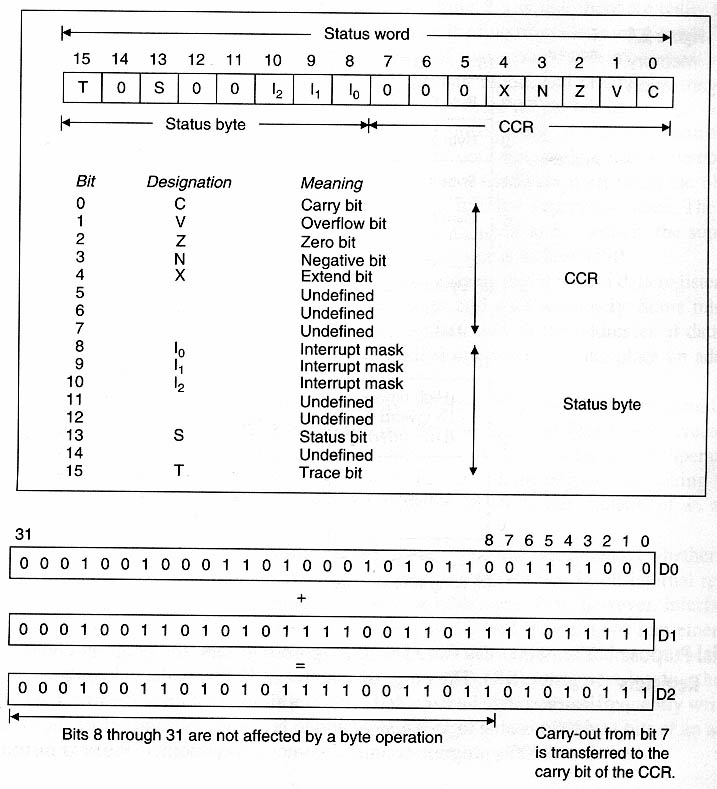 Status word
15 14 13 12 11 10 9 8 7 6 5 4 3 2 1 0
T 0 S 0 0 I₂ I₁ I₀ 0 0 0 X N Z V C
Status byte CCR
Bit Designation Meaning
0 C Carry bit
1 V Overflow bit
2 Z Zero bit
3 N Negative bit
4 X Extend bit
5 Undefined
6 Undefined
7 Undefined
CCR
8 I₀ Interrupt mask
9 I₁ Interrupt mask
10 I₂ Interrupt mask
11 Undefined
12 Undefined
13 S Status bit
14 Undefined
15 T Trace bit
Status byte
31 8 7 6 5 4 3 2 1 0
0 0 0 1 0 0 1 0 0 0 1 1 0 1 0 0 0 1 0 1 0 1 1 0 0 1 1 1 1 0 0 0 D0
+
0 0 0 1 0 0 1 1 0 1 0 1 0 1 1 1 1 0 0 1 1 0 1 1 1 1 0 1 1 1 1 1 D1
=
0 0 0 1 0 0 1 1 0 1 0 1 0 1 1 1 1 0 0 1 1 0 1 1 0 1 0 1 0 1 1 1 D2
Bits 8 through 31 are not affected by a byte operation
Carry-out from bit 7
is transferred to the
carry bit of the CCR.